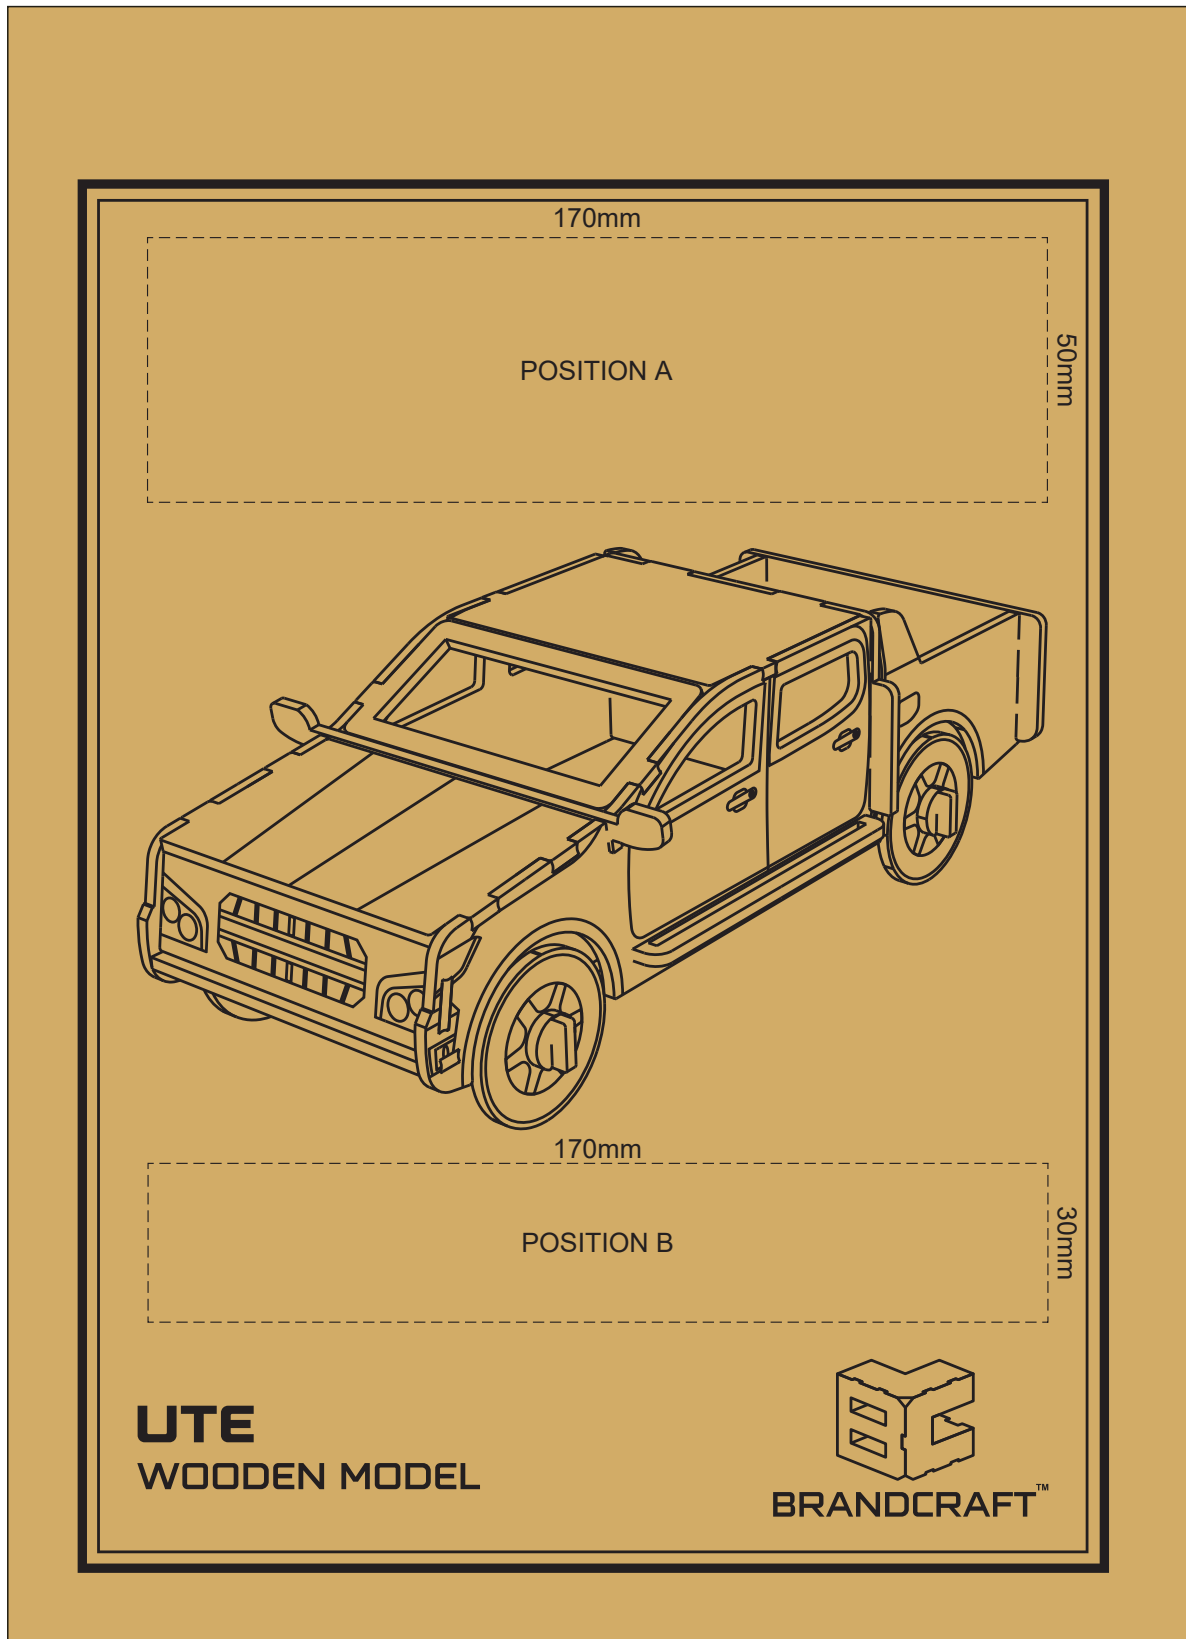 170mm
50mm
POSITION A
170mm
30mm
POSITION B
UTE
WOODEN MODEL
BRANDCRAFT™